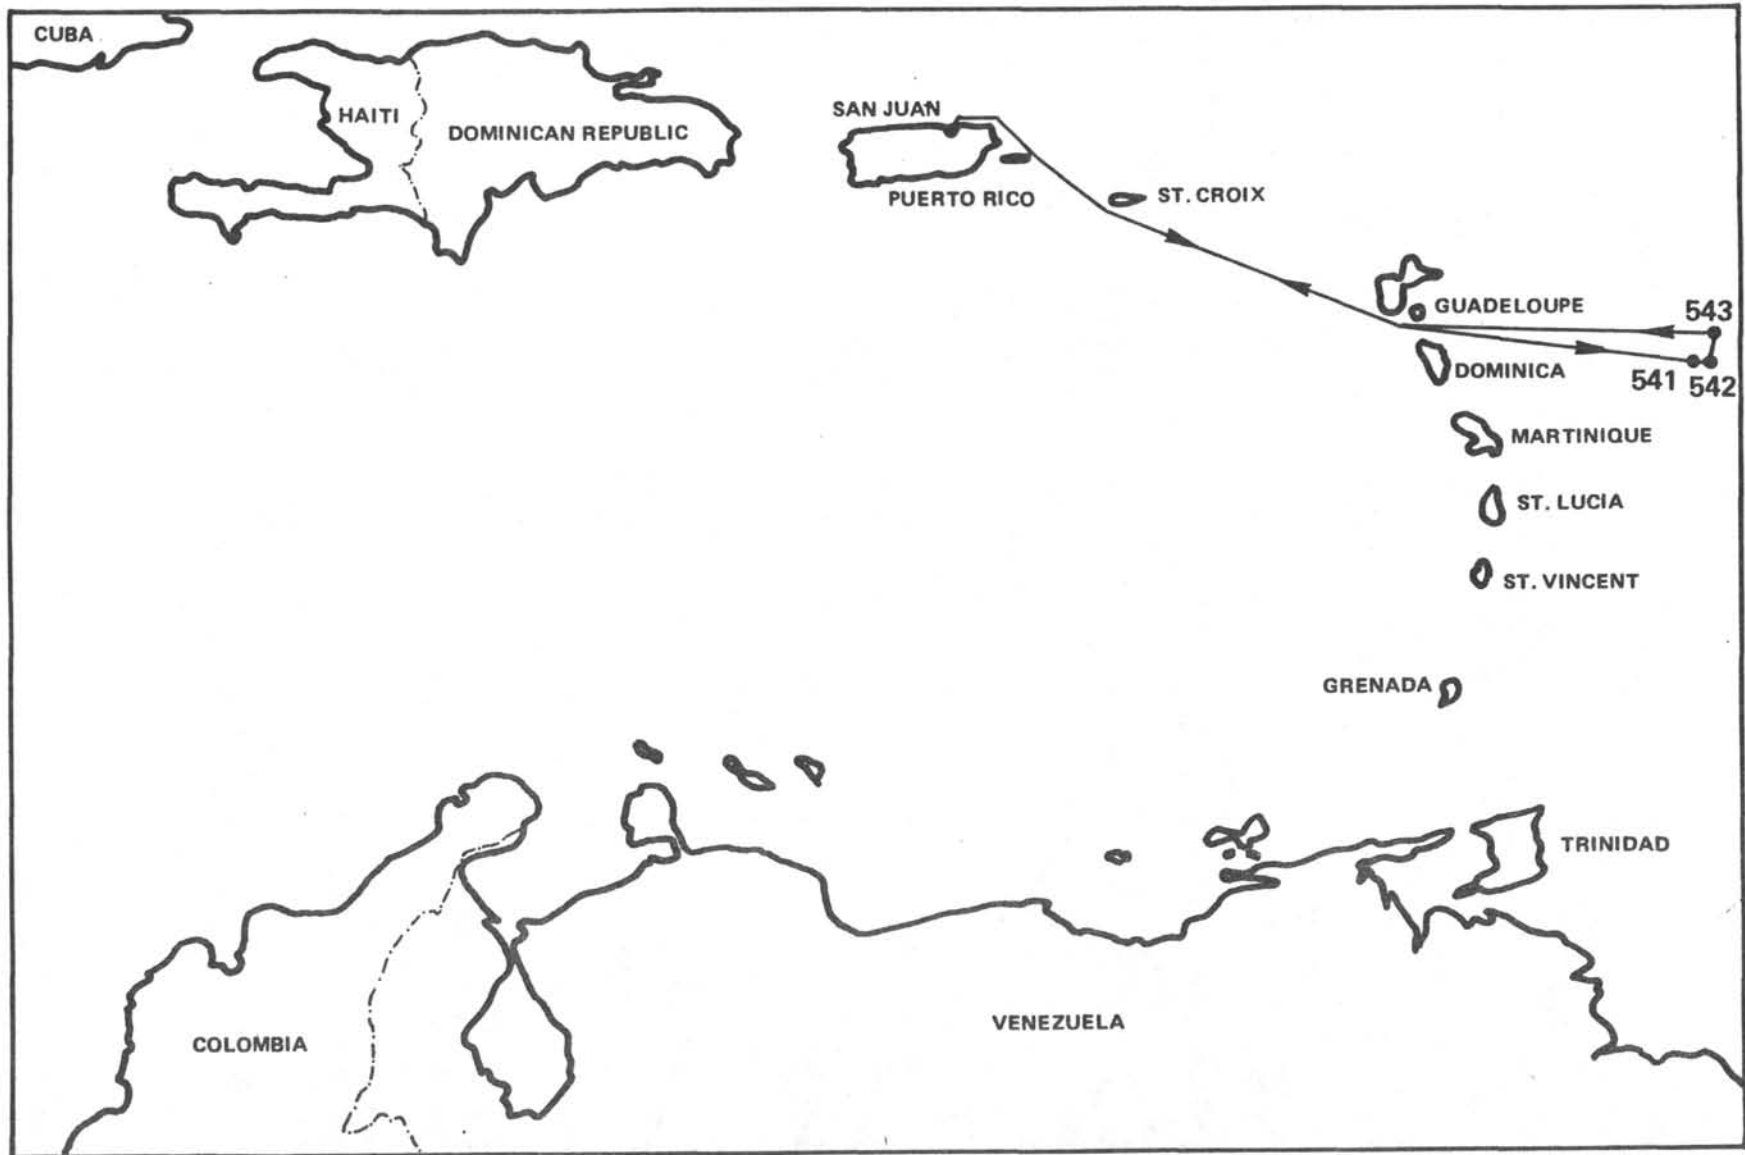 CUBA
HAITI
DOMINICAN REPUBLIC
SAN JUAN
PUERTO RICO
ST. CROIX
GUADELOUPE
543
DOMINICA
541
542
MARTINIQUE
ST. LUCIA
ST. VINCENT
GRENADA
TRINIDAD
VENEZUELA
COLOMBIA